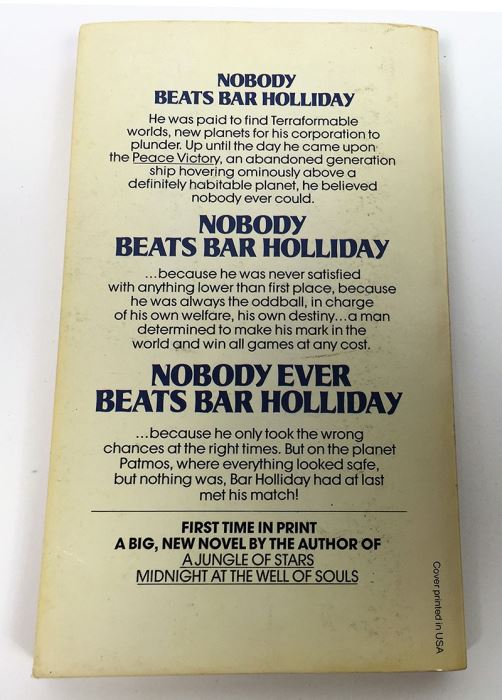 NOBODY
BEATS BAR HOLLIDAY
He was paid to find Terraformable
worlds, new planets for his corporation to
plunder. Up until the day he came upon
the Peace Victory, an abandoned generation
ship hovering ominously above a
definitely habitable planet, he believed
nobody ever could.
NOBODY
BEATS BAR HOLLIDAY
...because he was never satisfied
with anything lower than first place, because
he was always the oddball, in charge
of his own welfare, his own destiny...a man
determined to make his mark in the
world and win all games at any cost.
NOBODY EVER
BEATS BAR HOLLIDAY
...because he only took the wrong
chances at the right times. But on the planet
Patmos, where everything looked safe,
but nothing was, Bar Holliday had at last
met his match!
FIRST TIME IN PRINT
A BIG, NEW NOVEL BY THE AUTHOR OF
A JUNGLE OF STARS
MIDNIGHT AT THE WELL OF SOULS
Cover printed in USA